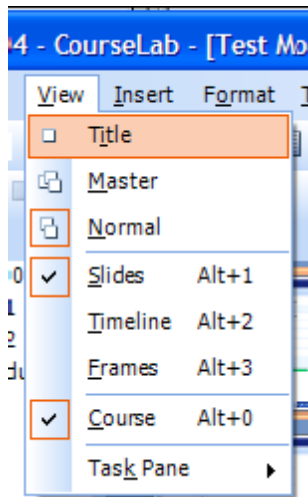 4 - CourseLab - [Test Mo
View Insert Format
Title
Master
Normal
Slides Alt+1
Timeline Alt+2
Frames Alt+3
Course Alt+0
Task Pane